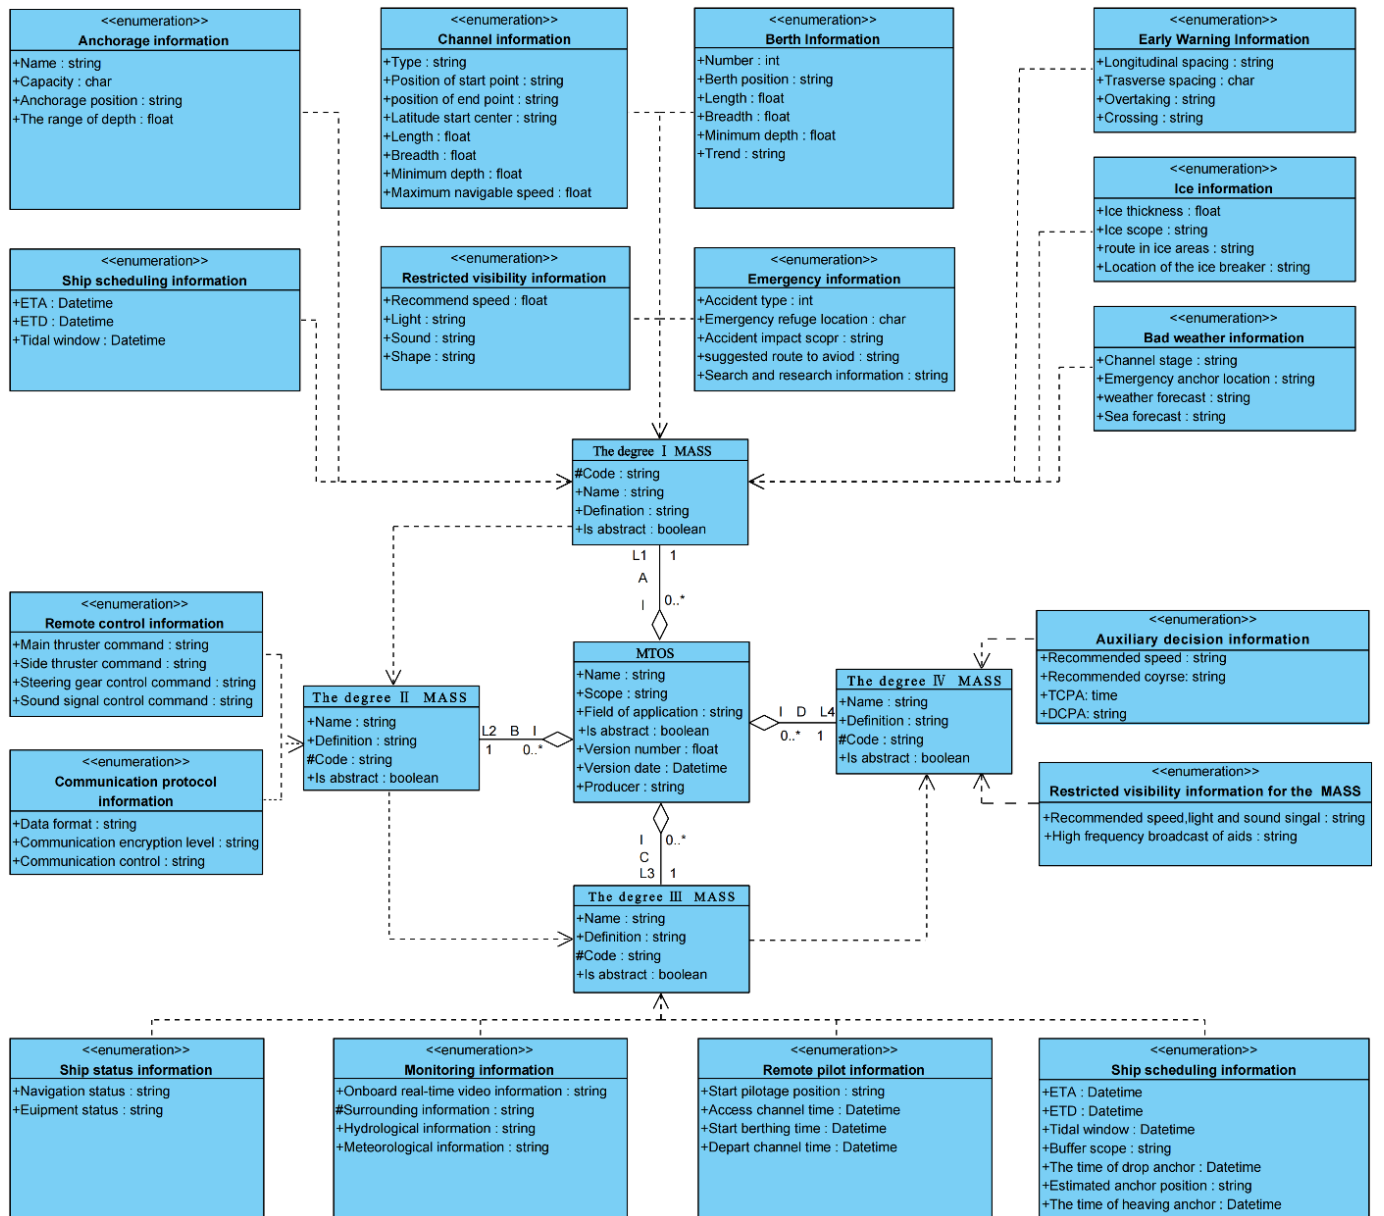 <<enumeration>>
Anchorage information
+Name : string
+Capacity : char
+Anchorage position : string
+The range of depth : float
<<enumeration>>
Channel information
+Type : string
+Position of start point : string
+position of end point : string
+Latitude start center : string
+Length : float
+Breadth : float
+Minimum depth : float
+Maximum navigable speed : float
<<enumeration>>
Berth Information
+Number : int
+Berth position : string
+Length : float
+Breadth : float
+Minimum depth : float
+Trend : string
<<enumeration>>
Early Warning Information
+Longitudinal spacing : string
+Trasverse spacing : char
+Overtaking : string
+Crossing : string
<<enumeration>>
Ice information
+Ice thickness : float
+Ice scope : string
+route in ice areas : string
+Location of the ice breaker : string
<<enumeration>>
Ship scheduling information
+ETA : Datetime
+ETD : Datetime
+Tidal window : Datetime
<<enumeration>>
Restricted visibility information
+Recommend speed : float
+Light : string
+Sound : string
+Shape : string
<<enumeration>>
Emergency information
+Accident type : int
+Emergency refuge location : char
+Accident impact scopr : string
+suggested route to aviod : string
+Search and research information : string
<<enumeration>>
Bad weather information
+Channel stage : string
+Emergency anchor location : string
+weather forecast : string
+Sea forecast : string
The degree Ⅰ MASS
#Code : string
+Name : string
+Defination : string
+Is abstract : boolean
L1 1
A
I 0..*
<<enumeration>>
Remote control information
+Main thruster command : string
+Side thruster command : string
+Steering gear control command : string
+Sound signal control command : string
<<enumeration>>
Communication protocol
information
+Data format : string
+Communication encryption level : string
+Communication control : string
The degree Ⅱ MASS
+Name : string
+Definition : string
#Code : string
+Is abstract : boolean
L2 B I
1 0..*
MTOS
+Name : string
+Scope : string
+Field of application : string
+Is abstract : boolean
+Version number : float
+Version date : Datetime
+Producer : string
I D L4
0..* 1
The degree Ⅳ MASS
+Name : string
+Definition : string
#Code : string
+Is abstract : boolean
<<enumeration>>
Auxiliary decision information
+Recommended speed : string
+Recommended coyrse: string
+TCPA: time
+DCPA: string
<<enumeration>>
Restricted visibility information for the MASS
+Recommended speed,light and sound singal : string
+High frequency broadcast of aids : string
I 0..*
C
L3 1
The degree Ⅲ MASS
+Name : string
+Definition : string
#Code : string
+Is abstract : boolean
<<enumeration>>
Ship status information
+Navigation status : string
+Euipment status : string
<<enumeration>>
Monitoring information
+Onboard real-time video information : string
#Surrounding information : string
+Hydrological information : string
+Meteorological information : string
<<enumeration>>
Remote pilot information
+Start pilotage position : string
+Access channel time : Datetime
+Start berthing time : Datetime
+Depart channel time : Datetime
<<enumeration>>
Ship scheduling information
+ETA : Datetime
+ETD : Datetime
+Tidal window : Datetime
+Buffer scope : string
+The time of drop anchor : Datetime
+Estimated anchor position : string
+The time of heaving anchor : Datetime